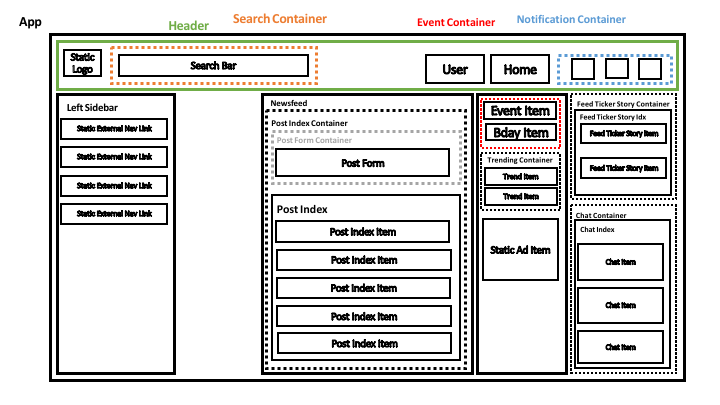 App
Header
Search Container
Event Container
Notification Container
Static
Logo
Search Bar
User
Home
Left Sidebar
Static External Nav Link
Static External Nav Link
Static External Nav Link
Static External Nav Link
Newsfeed
Post Index Container
Post Form Container
Post Form
Post Index
Post Index Item
Post Index Item
Post Index Item
Post Index Item
Post Index Item
Event Item
Bday Item
Trending Container
Trend Item
Trend Item
Static Ad Item
Feed Ticker Story Container
Feed Ticker Story Idx
Feed Ticker Story Item
Feed Ticker Story Item
Chat Container
Chat Index
Chat Item
Chat Item
Chat Item